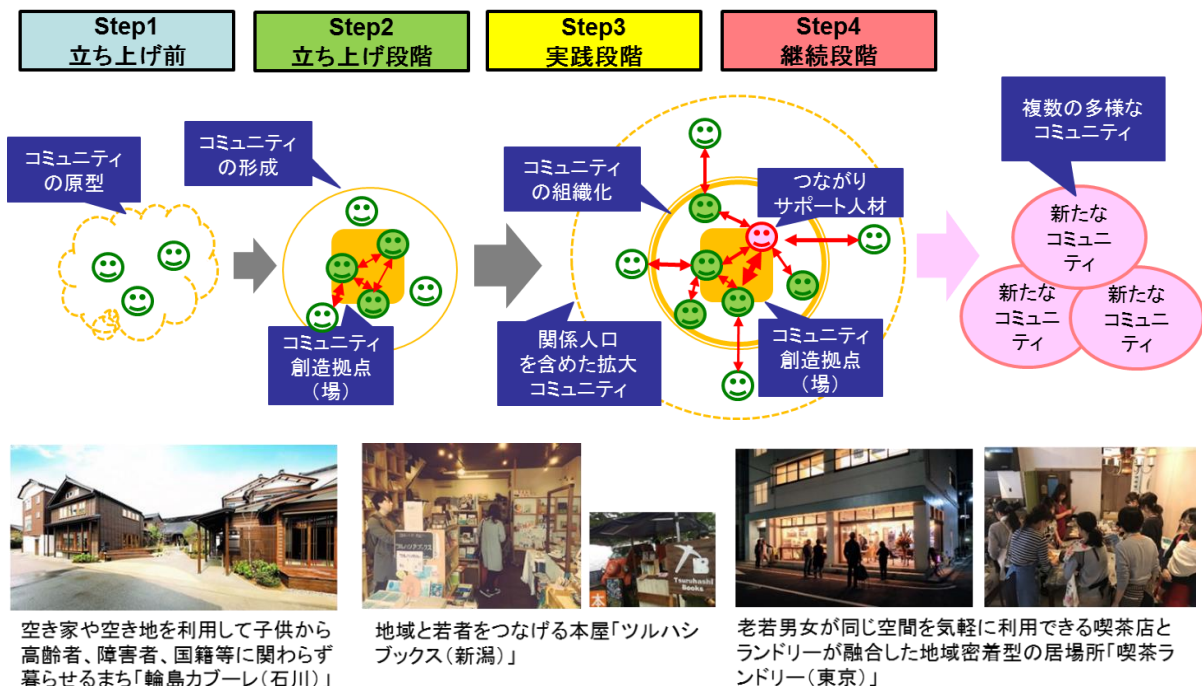 Step1
立ち上げ前
Step2
立ち上げ段階
Step3
実践段階
Step4
継続段階
コミュニティ
の原型
コミュニティ
の形成
コミュニティ
創造拠点
(場)
コミュニティ
の組織化
つながり
サポート人材
関係人口
を含めた拡大
コミュニティ
コミュニティ
創造拠点
(場)
複数の多様な
コミュニティ
新たな
コミュニ
ティ
新たな
コミュニ
ティ
新たな
コミュニ
ティ
ツルハシブックス
Tsuruhashi
Books
本
空き家や空き地を利用して子供から
高齢者、障害者、国籍等に関わらず
暮らせるまち「輪島カブーレ(石川)」
地域と若者をつなげる本屋「ツルハシ
ブックス(新潟)」
老若男女が同じ空間を気軽に利用できる喫茶店と
ランドリーが融合した地域密着型の居場所「喫茶ラ
ンドリー(東京)」